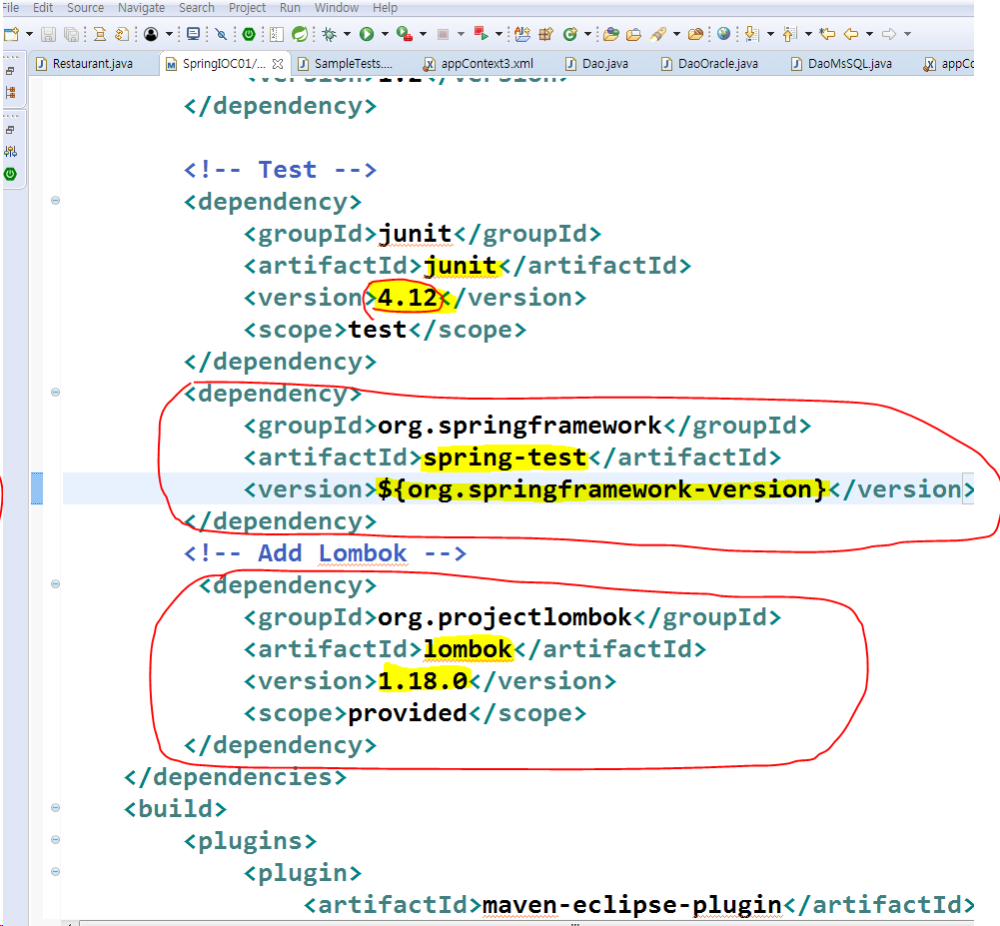 File Edit Source Navigate Search Project Run Window Help
Restaurant.java SpringIOC01/... SampleTests.... appContext3.xml Dao.java DaoOracle.java DaoMsSQL.java appCo
<version>1.2</version>
</dependency>
<!-- Test -->
<dependency>
<groupId>junit</groupId>
<artifactId>junit</artifactId>
<version>4.12</version>
<scope>test</scope>
</dependency>
<dependency>
<groupId>org.springframework</groupId>
<artifactId>spring-test</artifactId>
<version>${org.springframework-version}</version>
</dependency>
<!-- Add Lombok -->
<dependency>
<groupId>org.projectlombok</groupId>
<artifactId>lombok</artifactId>
<version>1.18.0</version>
<scope>provided</scope>
</dependency>
</dependencies>
<build>
<plugins>
<plugin>
<artifactId>maven-eclipse-plugin</artifactId>